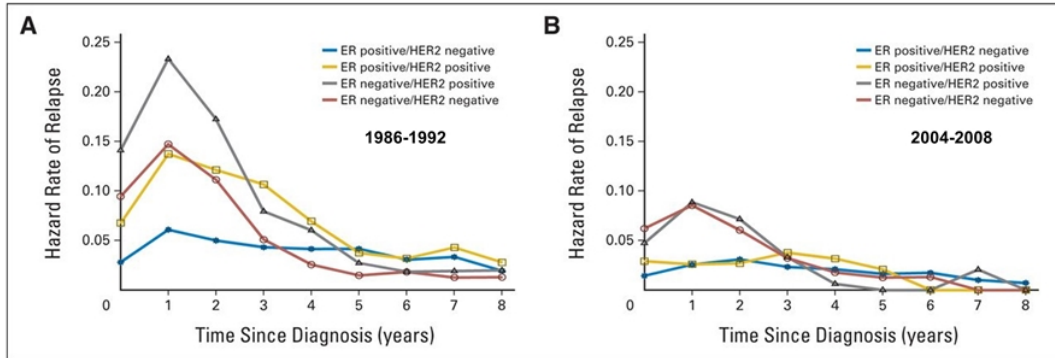 A
Hazard Rate of Relapse
0.25
0.20
0.15
0.10
0.05
ER positive/HER2 negative
ER positive/HER2 positive
ER negative/HER2 positive
ER negative/HER2 negative
1986-1992
0 1 2 3 4 5 6 7 8
Time Since Diagnosis (years)
B
Hazard Rate of Relapse
0.25
0.20
0.15
0.10
0.05
ER positive/HER2 negative
ER positive/HER2 positive
ER negative/HER2 positive
ER negative/HER2 negative
2004-2008
0 1 2 3 4 5 6 7 8
Time Since Diagnosis (years)